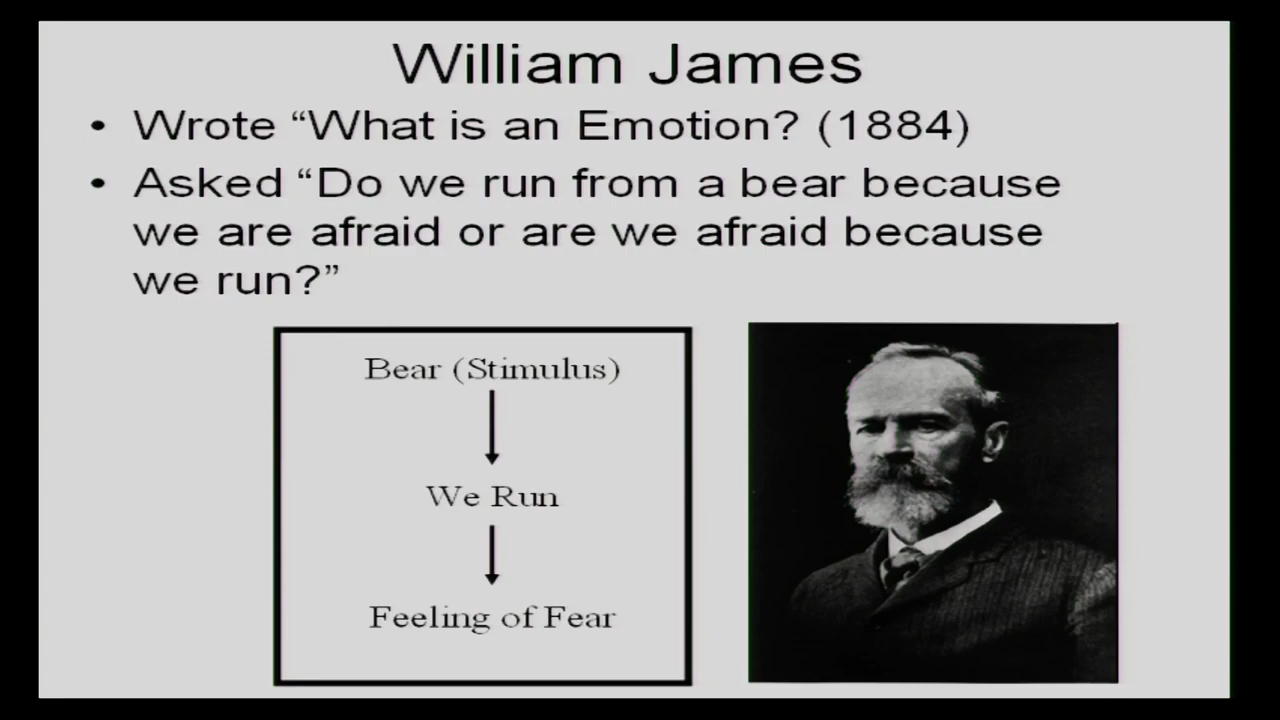 William James
• Wrote “What is an Emotion? (1884)
• Asked “Do we run from a bear because
we are afraid or are we afraid because
we run?”
Bear (Stimulus)
We Run
Feeling of Fear